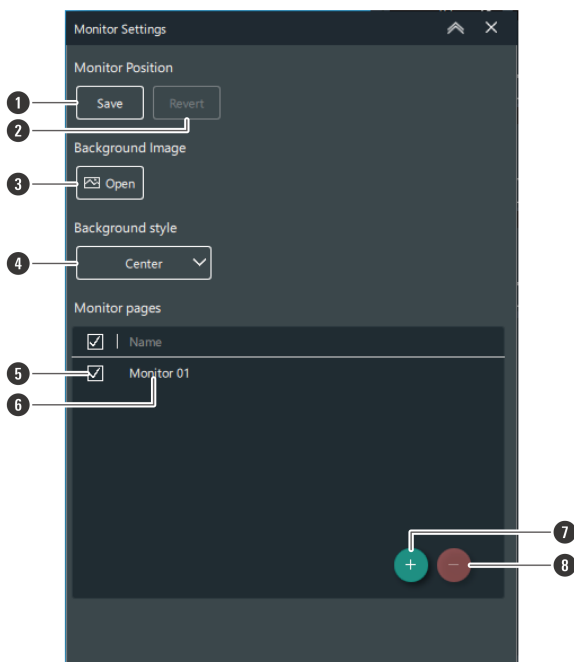 Monitor Settings
Monitor Position
1
Save
Revert
2
Background Image
3
Open
Background style
4
Center
Monitor pages
Name
5
Monitor 01
6
7
+
8
−